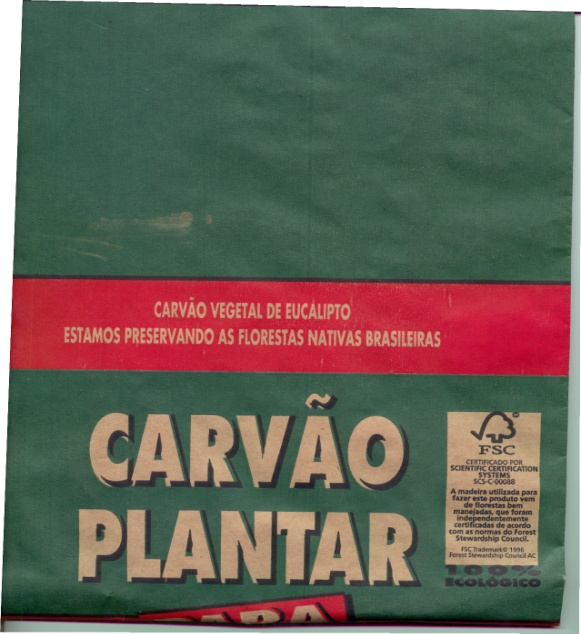 CARVÃO VEGETAL DE EUCALIPTO
ESTAMOS PRESERVANDO AS FLORESTAS NATIVAS BRASILEIRAS
CARVÃO
PLANTAR
FSC
CERTIFICADO POR
SCIENTIFIC CERTIFICATION
SYSTEMS
SCS-C-00088
A madeira utilizada para
fazer este produto vem
de florestas bem
manejadas, que foram
independentemente
certificadas de acordo
com as normas do Forest
Stewardship Council.
FSC Trademark© 1996
Forest Stewardship Council AC
100%
ECOLÓGICO